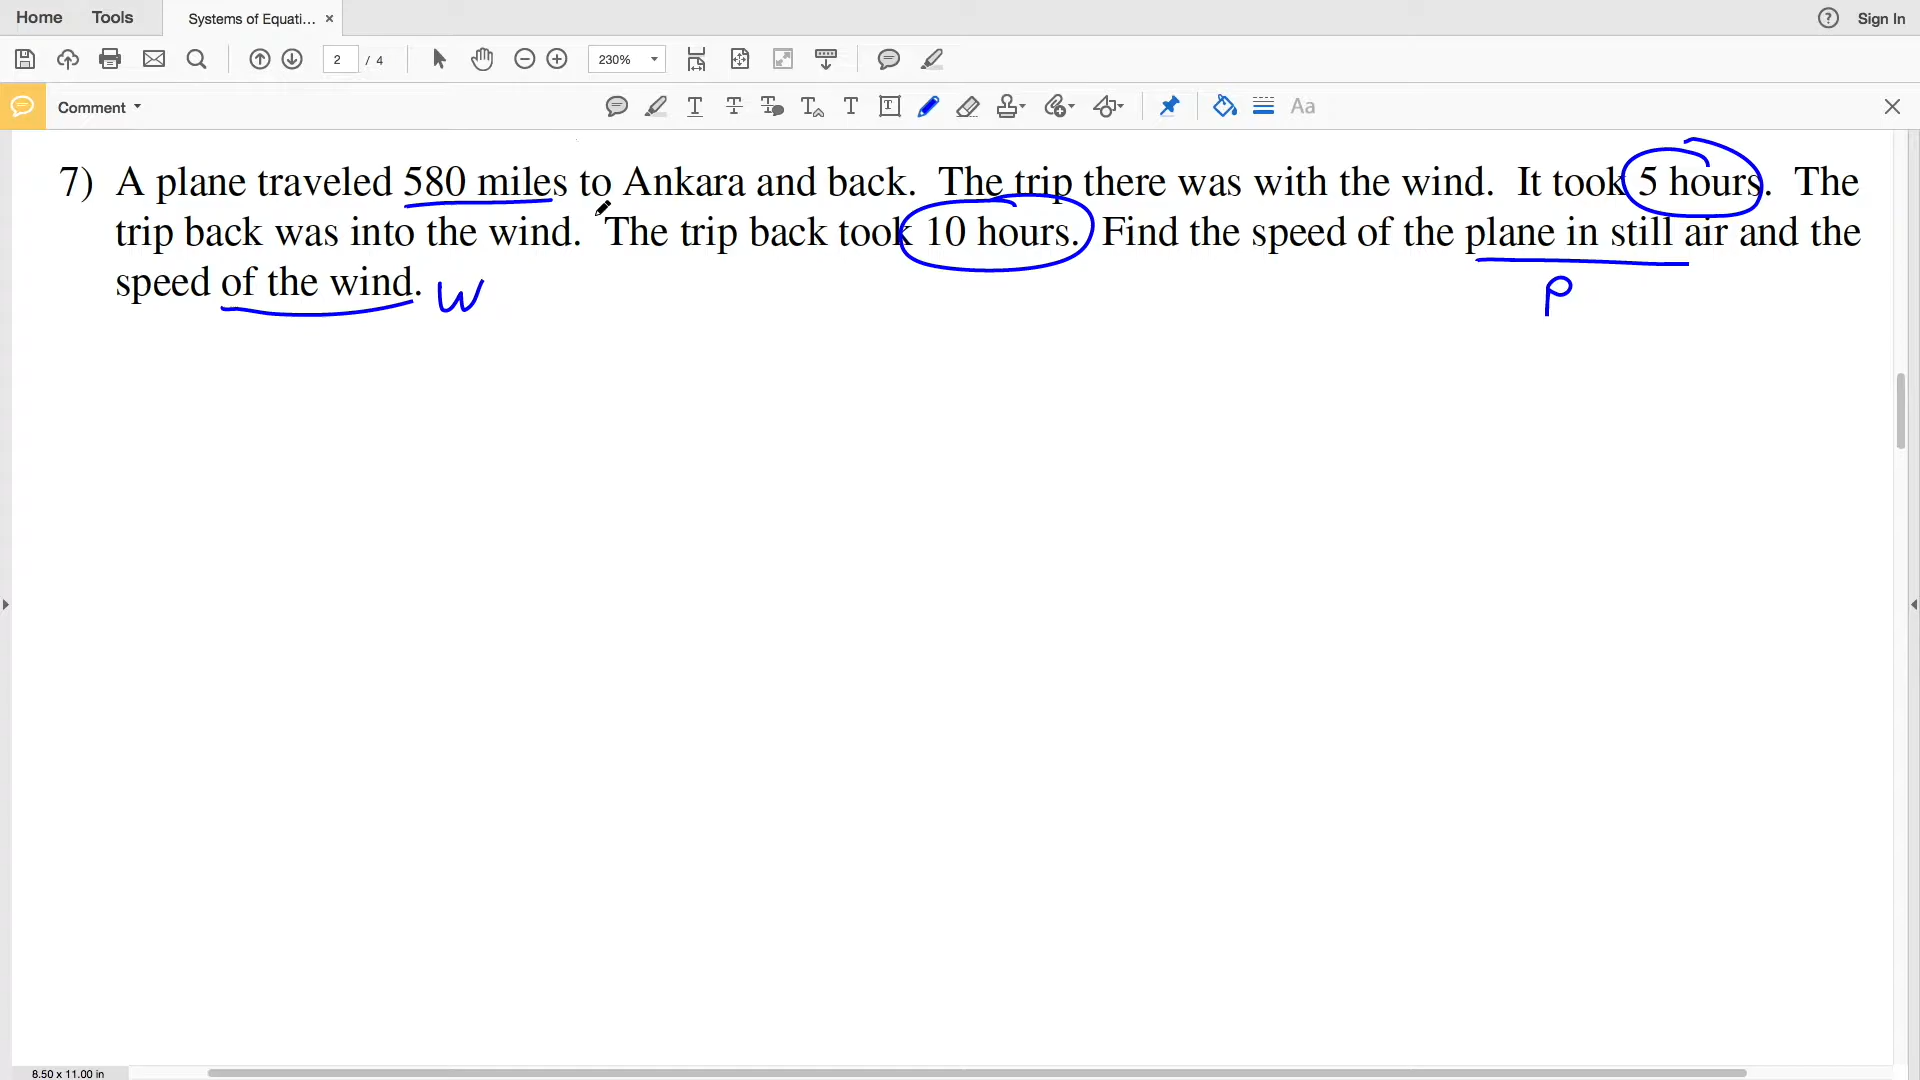 Home Tools Systems of Equati... × ? Sign In
2 / 4 230%
Comment T T T T T T Aa
7) A plane traveled 580 miles to Ankara and back. The trip there was with the wind. It took 5 hours. The
trip back was into the wind. The trip back took 10 hours. Find the speed of the plane in still air and the
speed of the wind. W
P
8.50 x 11.00 in